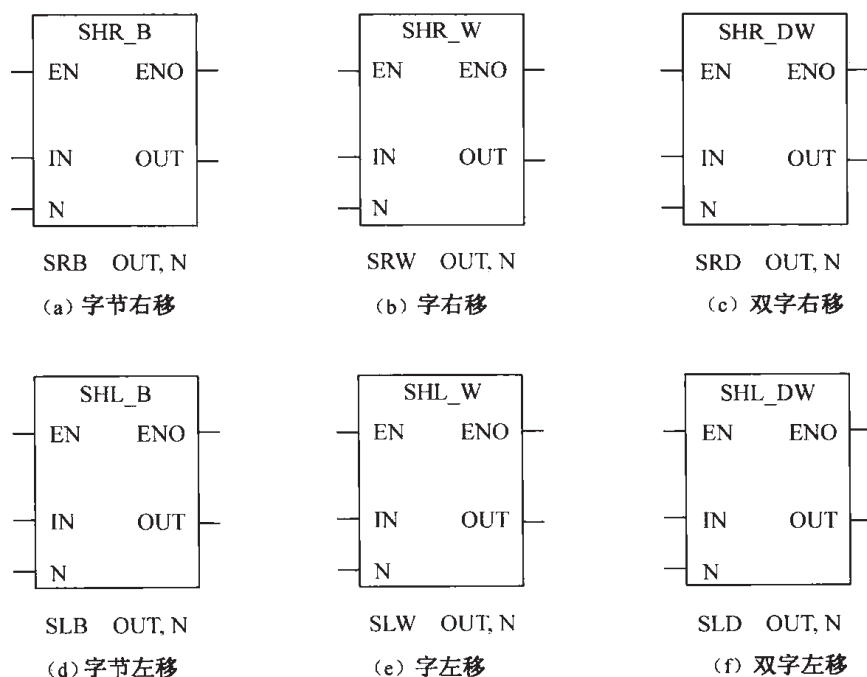 SHR_B SHR_W SHR_DW
EN ENO EN ENO EN ENO
IN OUT IN OUT IN OUT
N N N
SRB OUT, N SRW OUT, N SRD OUT, N
(a) 字节右移 (b) 字右移 (c) 双字右移
SHL_B SHL_W SHL_DW
EN ENO EN ENO EN ENO
IN OUT IN OUT IN OUT
N N N
SLB OUT, N SLW OUT, N SLD OUT, N
(d) 字节左移 (e) 字左移 (f) 双字左移